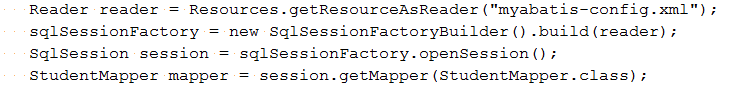 Reader reader = Resources.getResourceAsReader("myabatis-config.xml");
sqlSessionFactory = new SqlSessionFactoryBuilder().build(reader);
SqlSession session = sqlSessionFactory.openSession();
StudentMapper mapper = session.getMapper(StudentMapper.class);